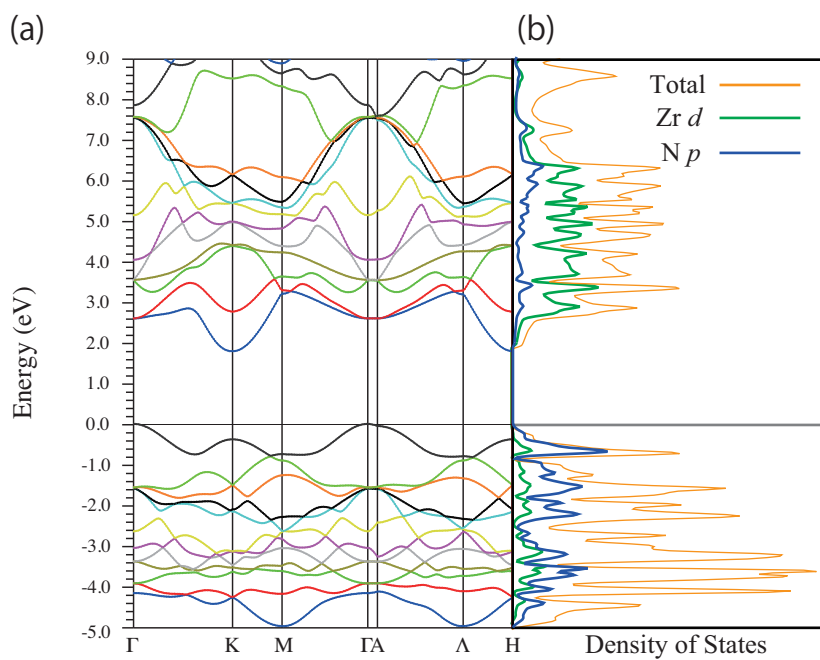 (a)
(b)
9.0
8.0
7.0
6.0
5.0
4.0
3.0
2.0
1.0
0.0
-1.0
-2.0
-3.0
-4.0
-5.0
Energy (eV)
Γ K M Γ A Λ H
Total
Zr d
N p
Density of States